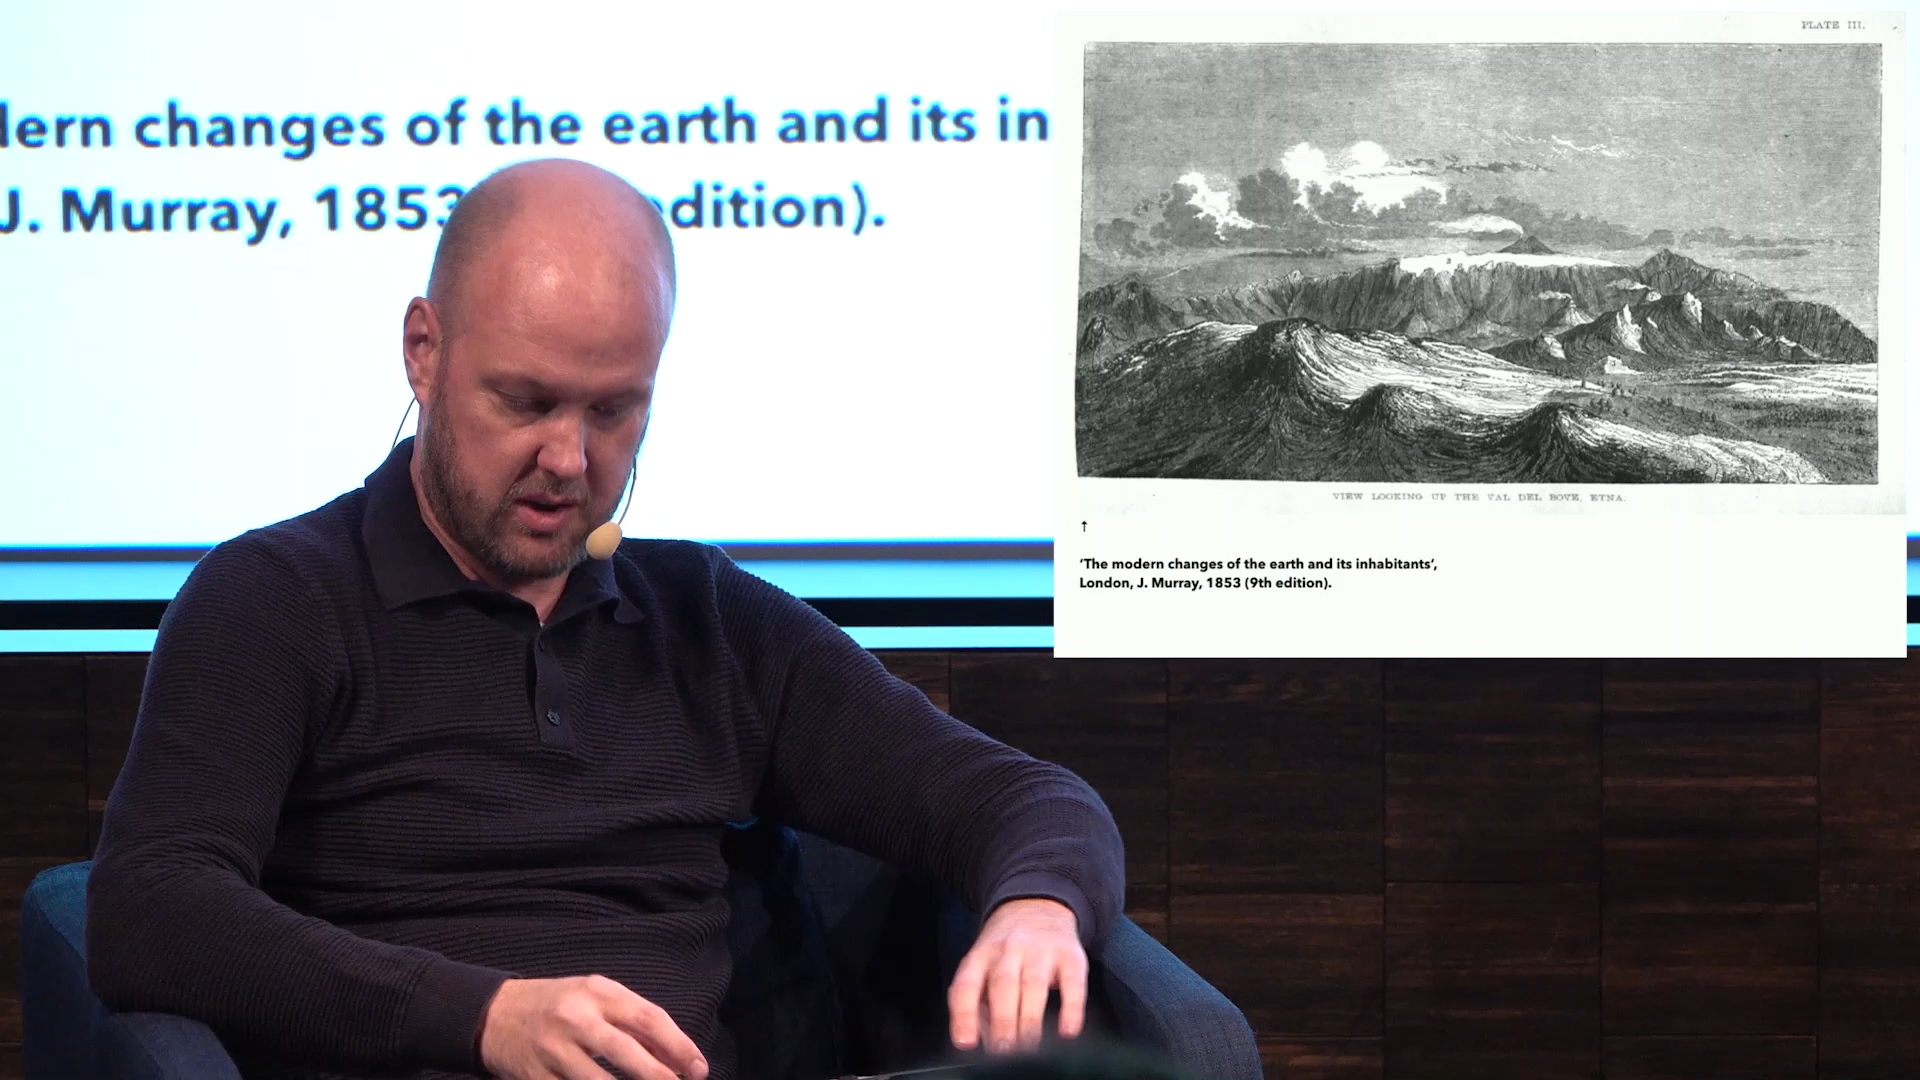 dern changes of the earth and its in
J. Murray, 1853 edition).
PLATE III.
VIEW LOOKING UP THE VAL DEL BOVE, ETNA.
↑
‘The modern changes of the earth and its inhabitants’,
London, J. Murray, 1853 (9th edition).